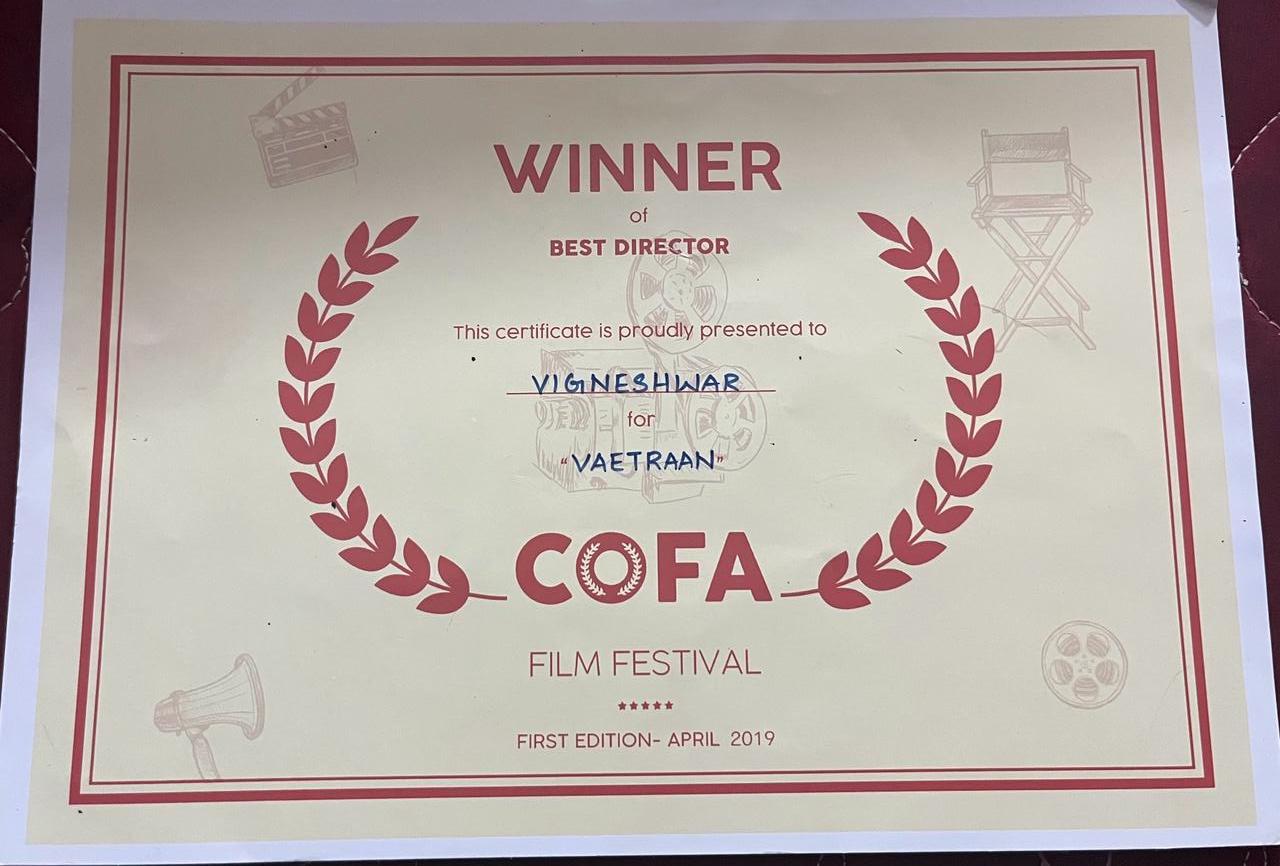 WINNER
of
BEST DIRECTOR
This certificate is proudly presented to
VIGNESHWAR
for
"VAETRAAN"
COFA
FILM FESTIVAL
FIRST EDITION- APRIL 2019